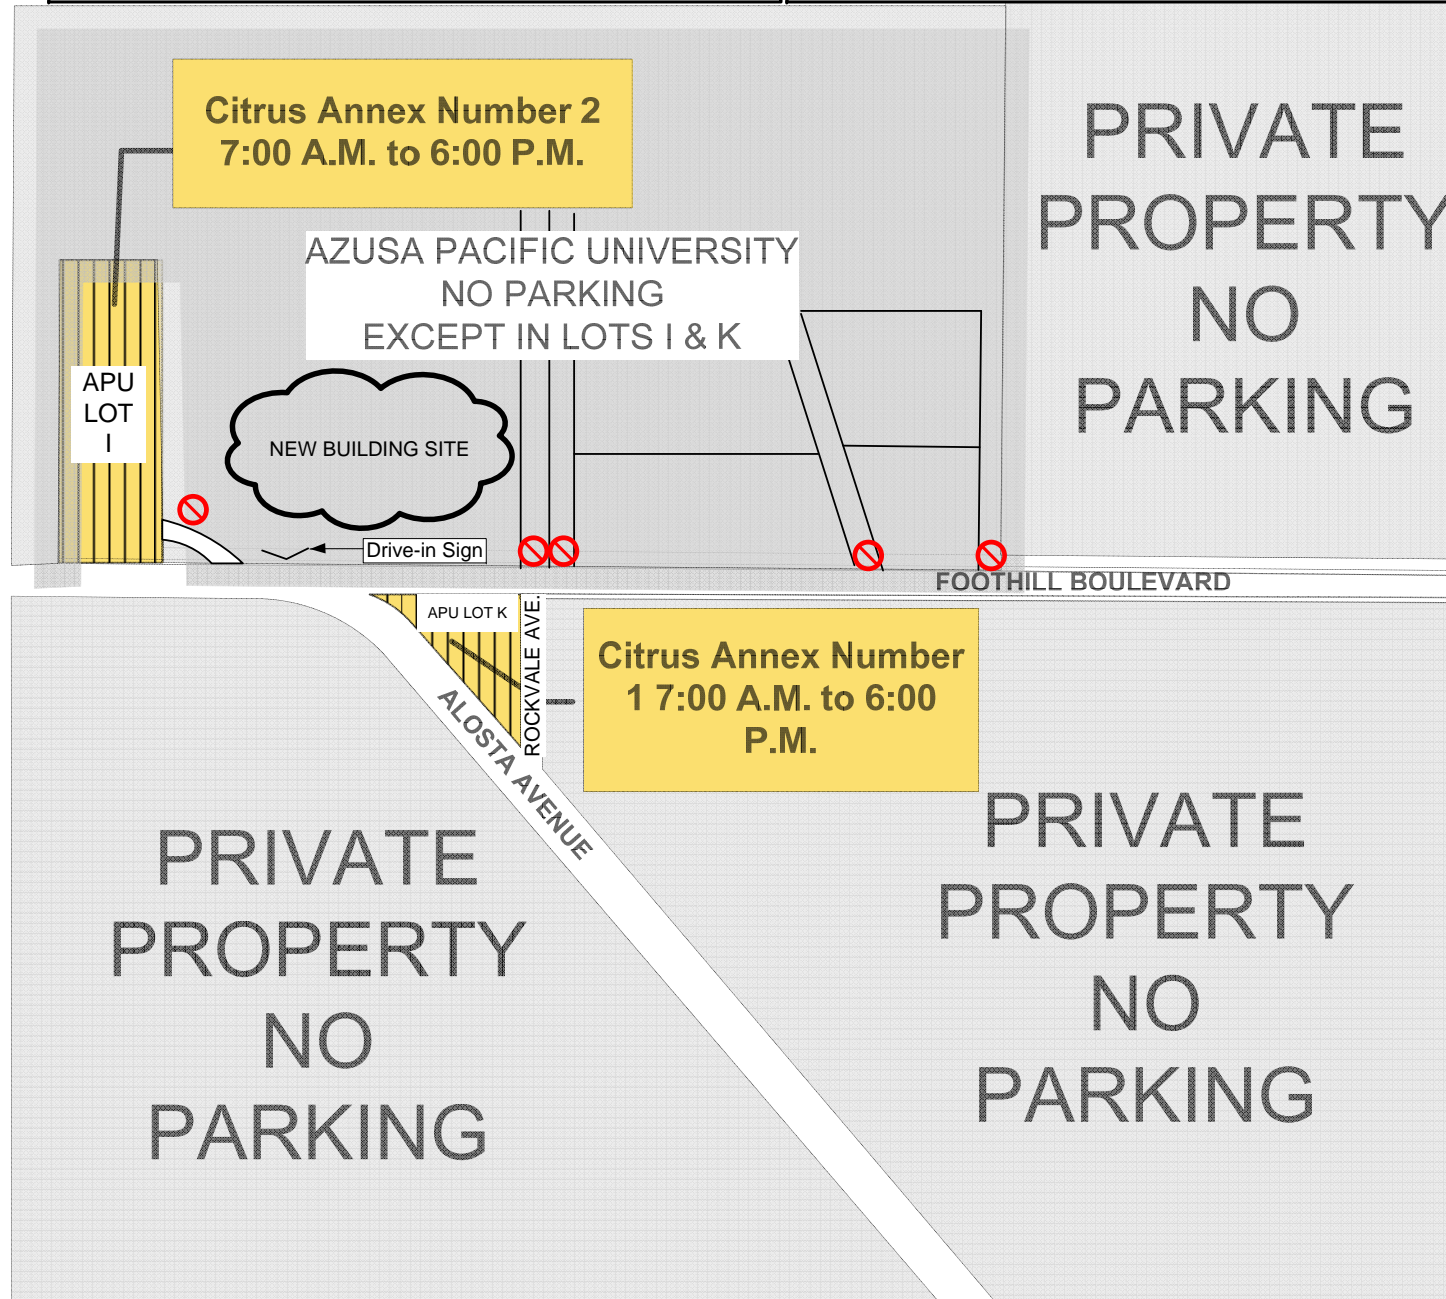 Citrus Annex Number 2
7:00 A.M. to 6:00 P.M.
PRIVATE
PROPERTY
NO
PARKING
AZUSA PACIFIC UNIVERSITY
NO PARKING
EXCEPT IN LOTS I & K
APU
LOT
I
NEW BUILDING SITE
Drive-in Sign
FOOTHILL BOULEVARD
APU LOT K
ROCKVALE AVE.
Citrus Annex Number
1 7:00 A.M. to 6:00
P.M.
ALOSTA AVENUE
PRIVATE
PROPERTY
NO
PARKING
PRIVATE
PROPERTY
NO
PARKING